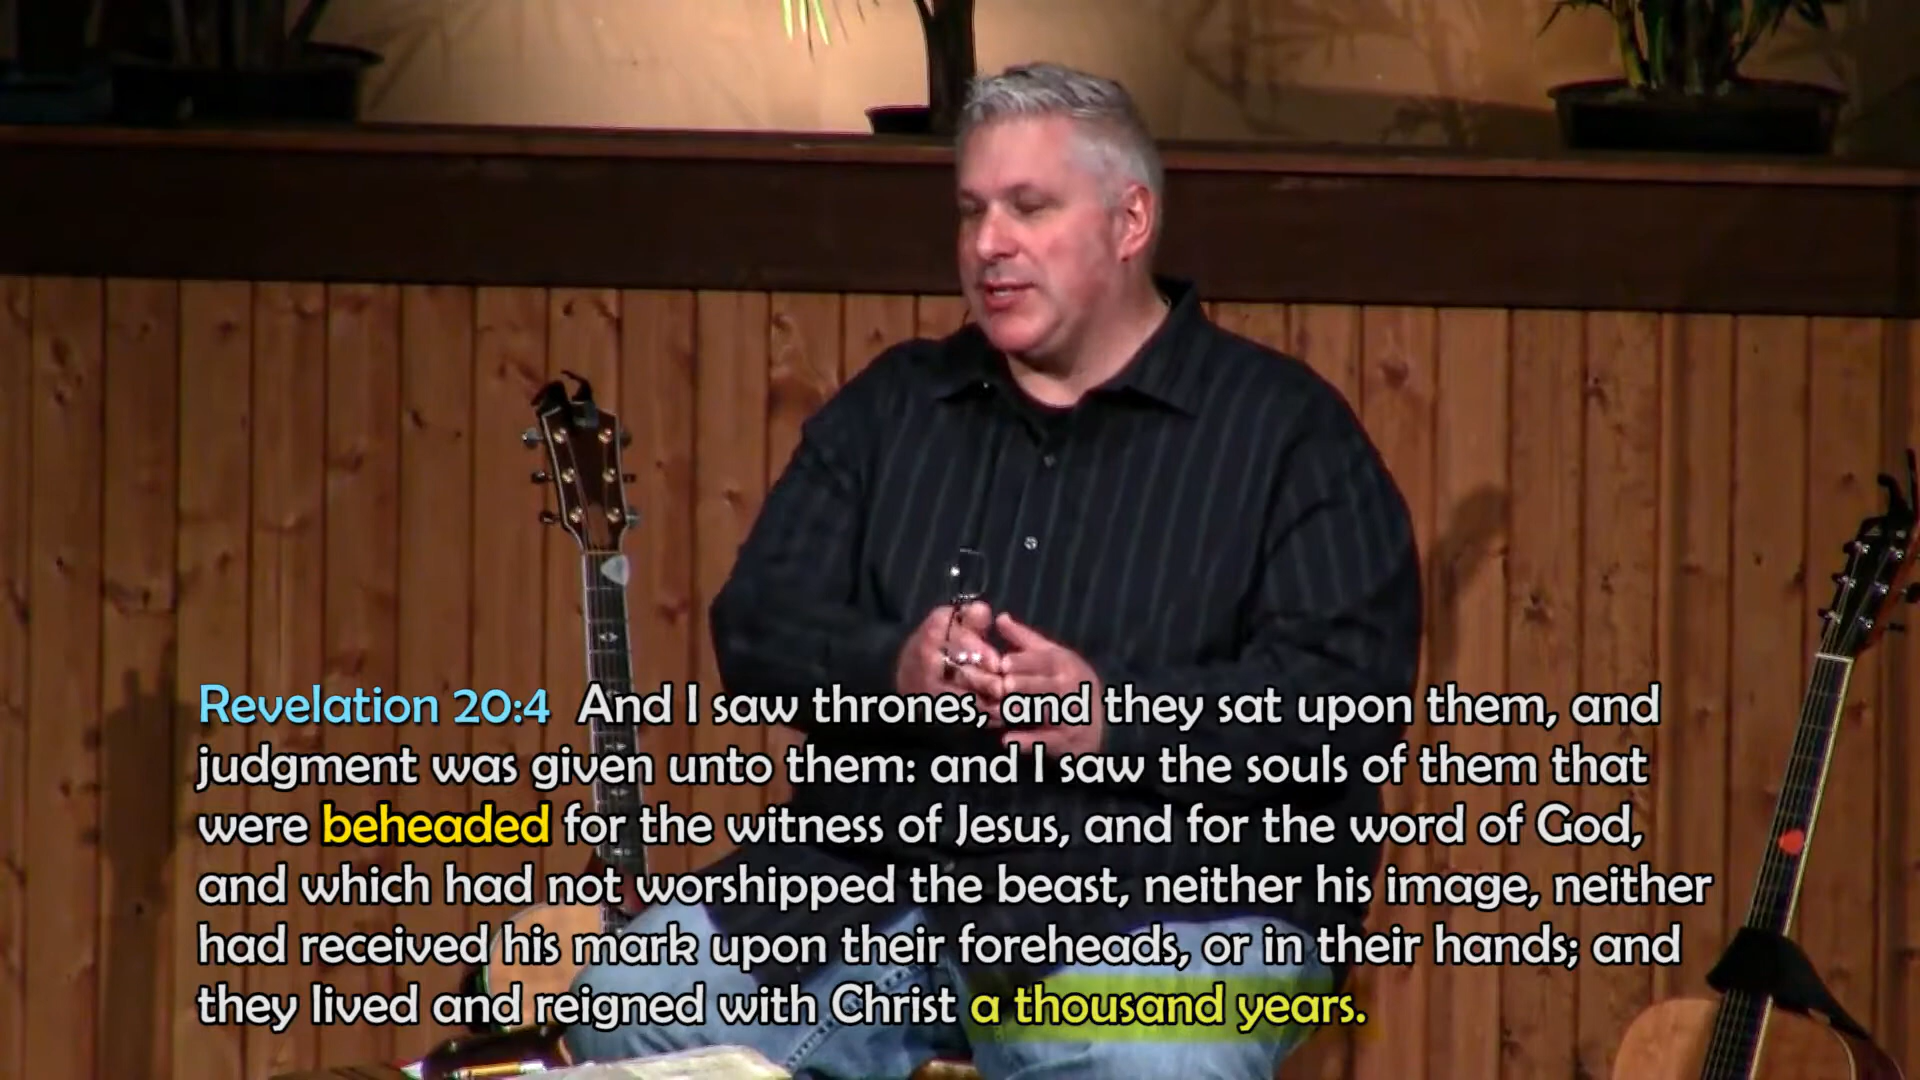 Revelation 20:4 And I saw thrones, and they sat upon them, and
judgment was given unto them: and I saw the souls of them that
were beheaded for the witness of Jesus, and for the word of God,
and which had not worshipped the beast, neither his image, neither
had received his mark upon their foreheads, or in their hands; and
they lived and reigned with Christ a thousand years.